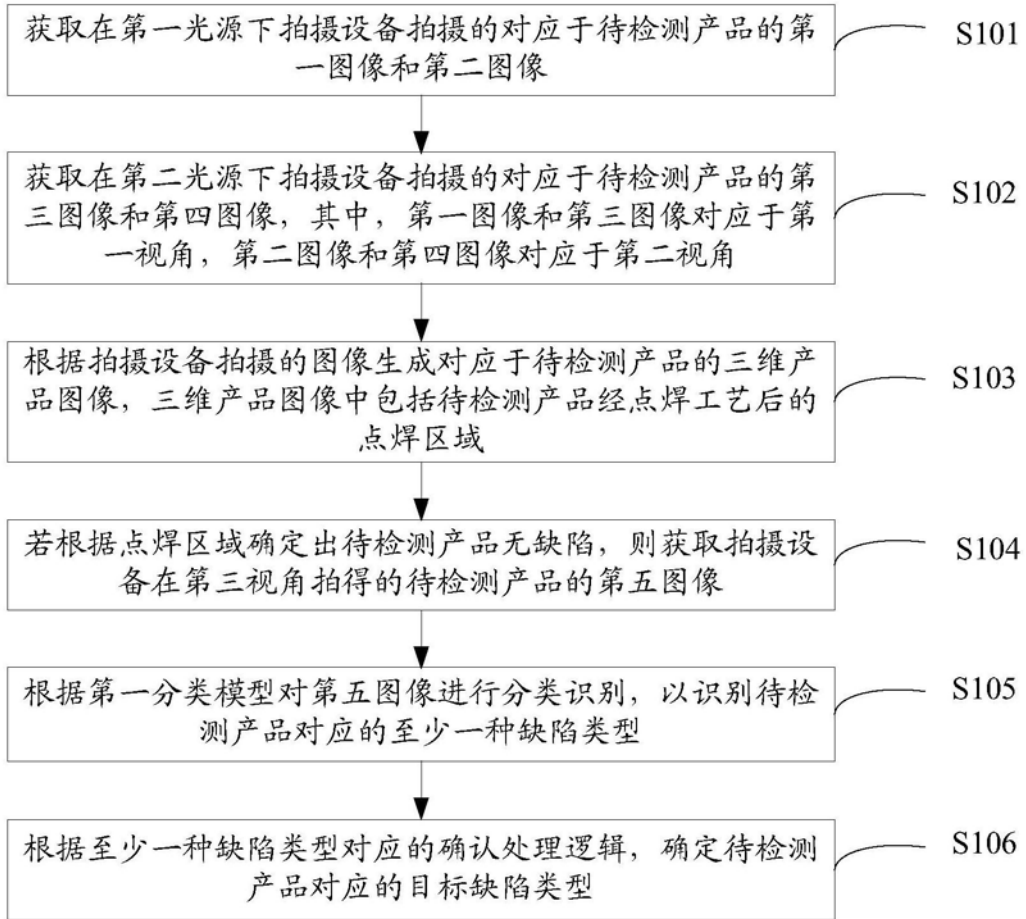 获取在第一光源下拍摄设备拍摄的对应于待检测产品的第
一图像和第二图像
S101
获取在第二光源下拍摄设备拍摄的对应于待检测产品的第
三图像和第四图像，其中，第一图像和第三图像对应于第
一视角，第二图像和第四图像对应于第二视角
S102
根据拍摄设备拍摄的图像生成对应于待检测产品的三维产
品图像，三维产品图像中包括待检测产品经点焊工艺后的
点焊区域
S103
若根据点焊区域确定出待检测产品无缺陷，则获取拍摄设
备在第三视角拍得的待检测产品的第五图像
S104
根据第一分类模型对第五图像进行分类识别，以识别待检
测产品对应的至少一种缺陷类型
S105
根据至少一种缺陷类型对应的确认处理逻辑，确定待检测
产品对应的目标缺陷类型
S106